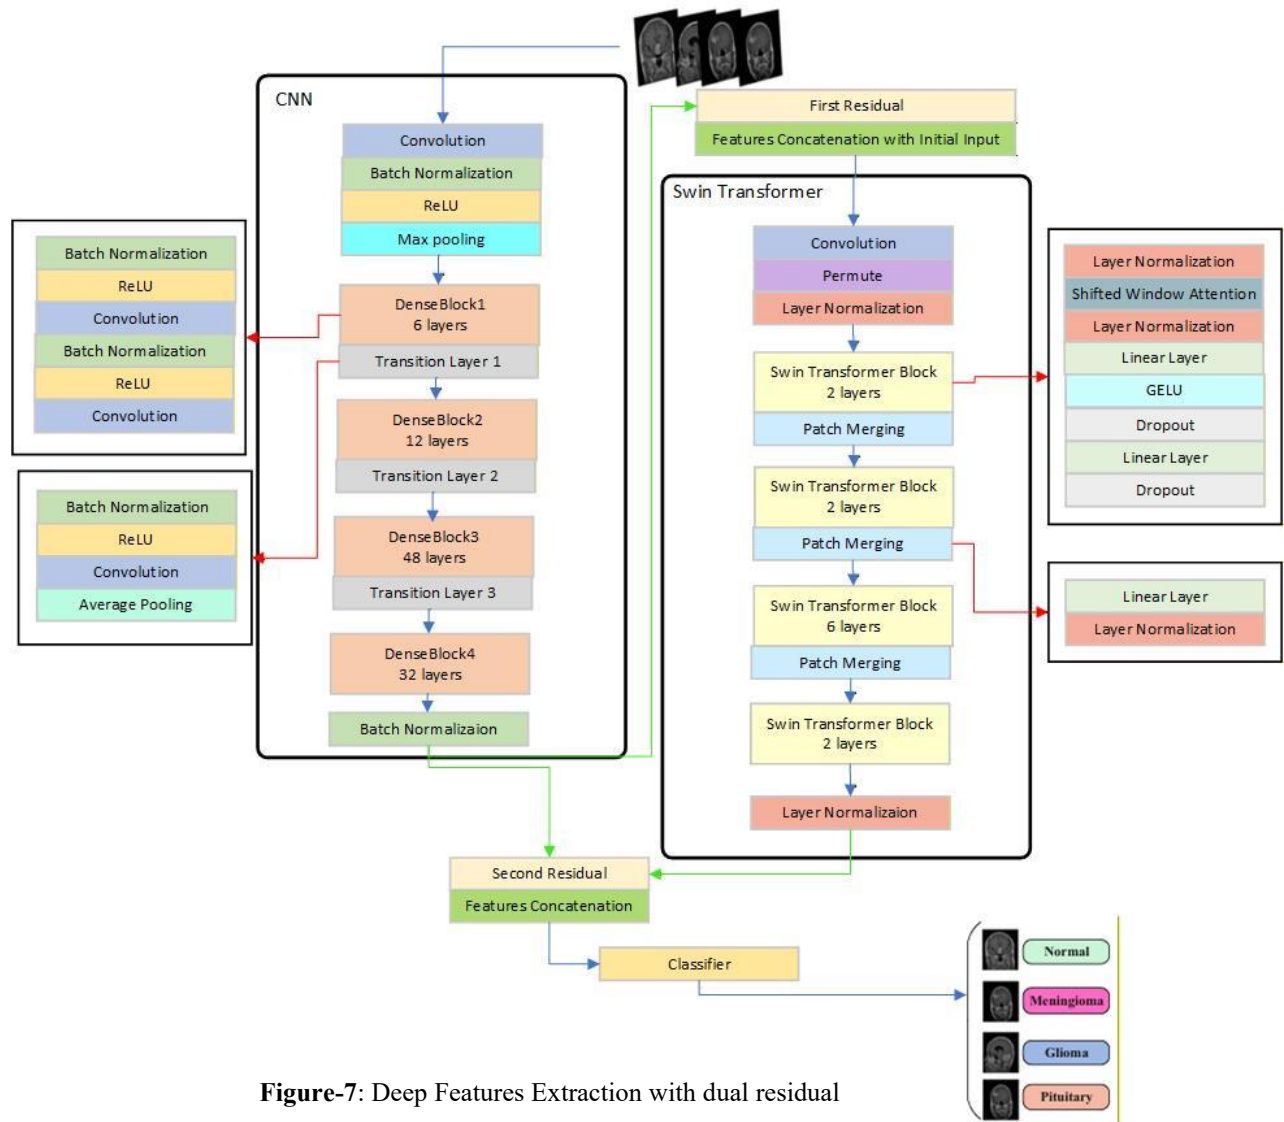 CNN
Convolution
Batch Normalization
ReLU
Max pooling
DenseBlock1
6 layers
Transition Layer 1
DenseBlock2
12 layers
Transition Layer 2
DenseBlock3
48 layers
Transition Layer 3
DenseBlock4
32 layers
Batch Normalizaion
Batch Normalization
ReLU
Convolution
Batch Normalization
ReLU
Convolution
Batch Normalization
ReLU
Convolution
Average Pooling
First Residual
Features Concatenation with Initial Input
Swin Transformer
Convolution
Permute
Layer Normalization
Swin Transformer Block
2 layers
Patch Merging
Swin Transformer Block
2 layers
Patch Merging
Swin Transformer Block
6 layers
Patch Merging
Swin Transformer Block
2 layers
Layer Normalizaion
Layer Normalization
Shifted Window Attention
Layer Normalization
Linear Layer
GELU
Dropout
Linear Layer
Dropout
Linear Layer
Layer Normalization
Second Residual
Features Concatenation
Classifier
Normal
Meningioma
Glioma
Pituitary
Figure-7: Deep Features Extraction with dual residual